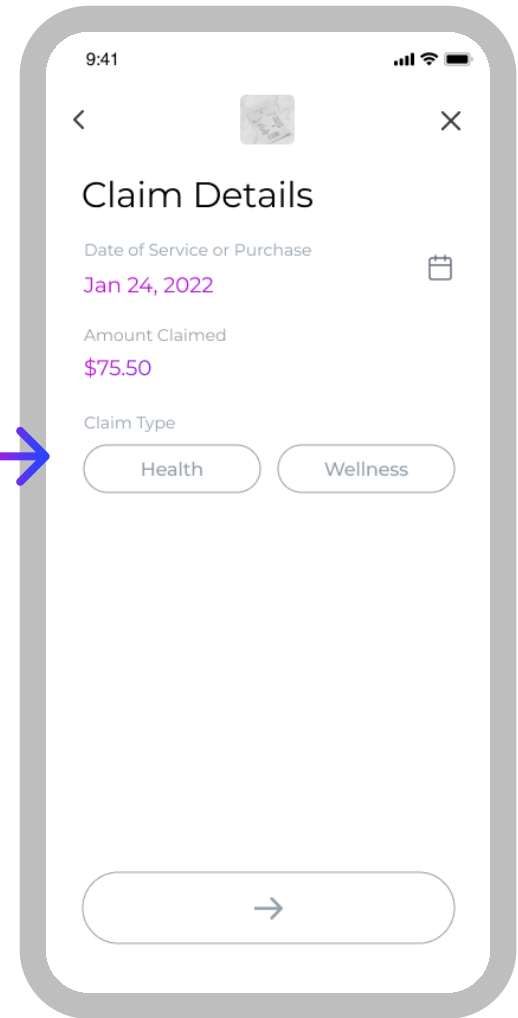 9:41
Claim Details
Date of Service or Purchase
Jan 24, 2022
Amount Claimed
$75.50
Claim Type
Health Wellness